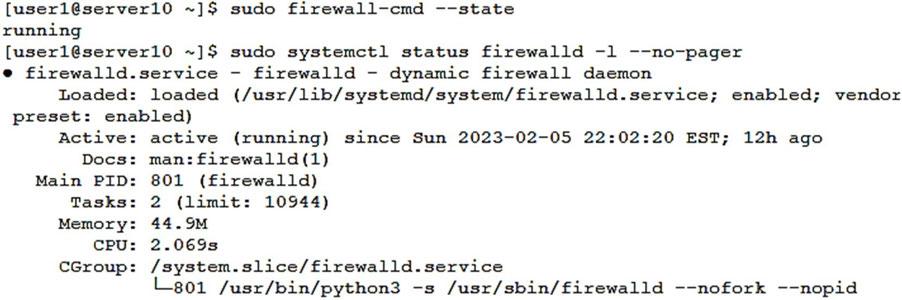 [user1@server10 ~]$ sudo firewall-cmd --state
running
[user1@server10 ~]$ sudo systemctl status firewalld -l --no-pager
● firewalld.service - firewalld - dynamic firewall daemon
Loaded: loaded (/usr/lib/systemd/system/firewalld.service; enabled; vendor
preset: enabled)
Active: active (running) since Sun 2023-02-05 22:02:20 EST; 12h ago
Docs: man:firewalld(1)
Main PID: 801 (firewalld)
Tasks: 2 (limit: 10944)
Memory: 44.9M
CPU: 2.069s
CGroup: /system.slice/firewalld.service
└─801 /usr/bin/python3 -s /usr/sbin/firewalld --nofork --nopid